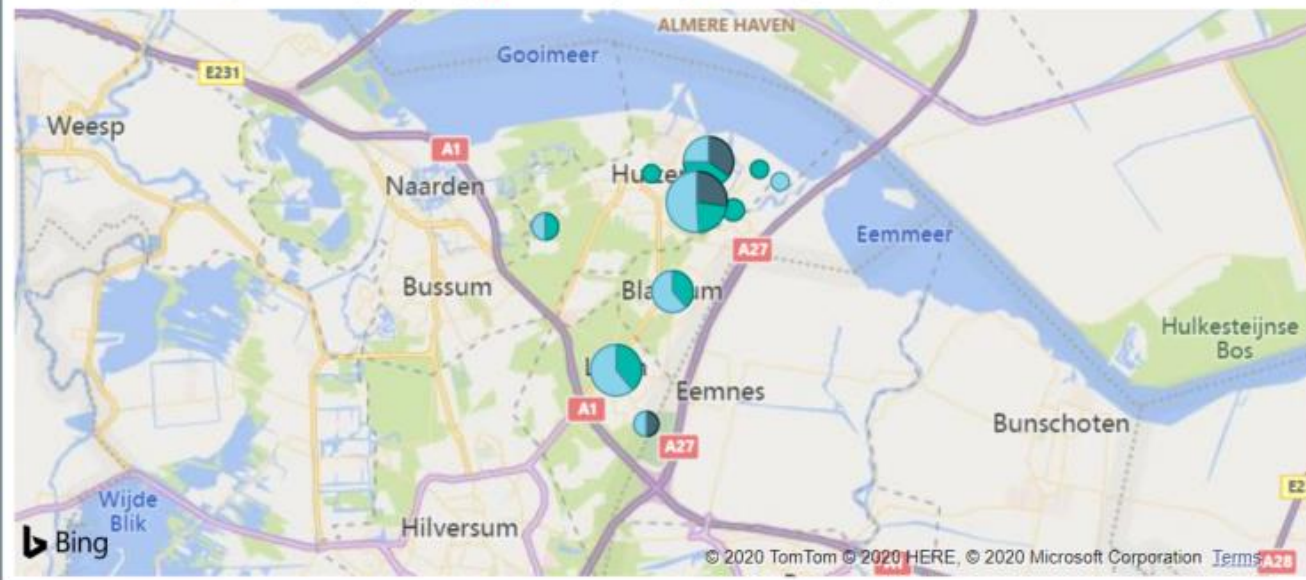 ALMERE HAVEN
Gooimeer
E231
Weesp
A1
Naarden
A27
Eemmeer
Bussum
Hulkesteijnse
Bos
Eemnes
A1
Bunschoten
A27
Wijde
Blik
Hilversum
E2
Bing
© 2020 TomTom © 2020 HERE, © 2020 Microsoft Corporation Terms
A28